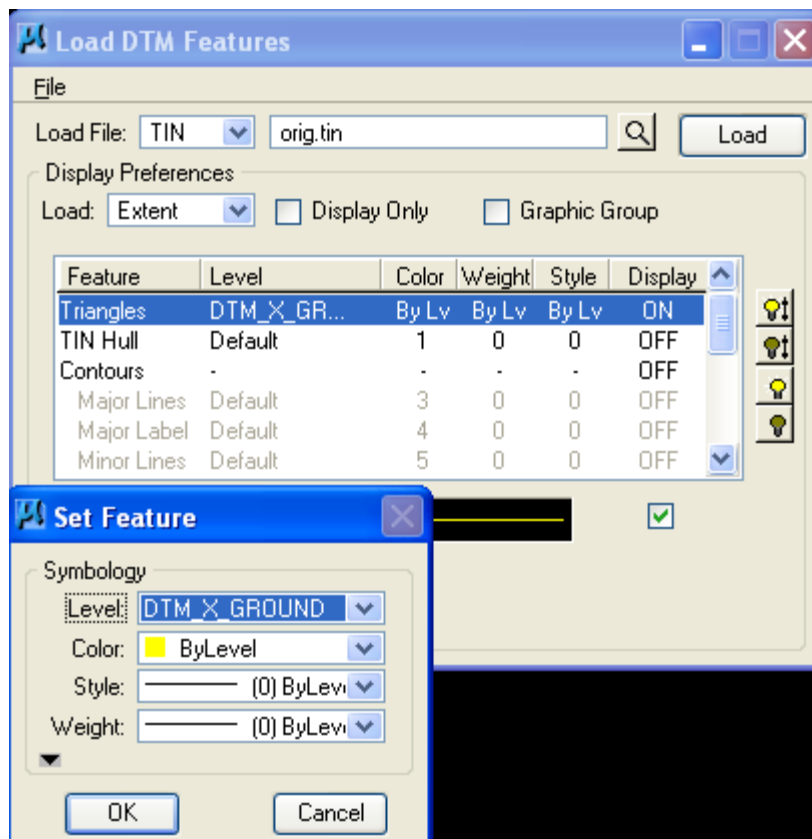 Load DTM Features
File
Load File: TIN orig.tin Load
Display Preferences
Load: Extent Display Only Graphic Group
Feature Level Color Weight Style Display
Triangles DTM_X_GR... By Lv By Lv By Lv ON
TIN Hull Default 1 0 0 OFF
Contours - - - - OFF
Major Lines Default 3 0 0 OFF
Major Label Default 4 0 0 OFF
Minor Lines Default 5 0 0 OFF
Set Feature
Symbology
Level: DTM_X_GROUND
Color: ByLevel
Style: (0) ByLev
Weight: (0) ByLev
OK Cancel